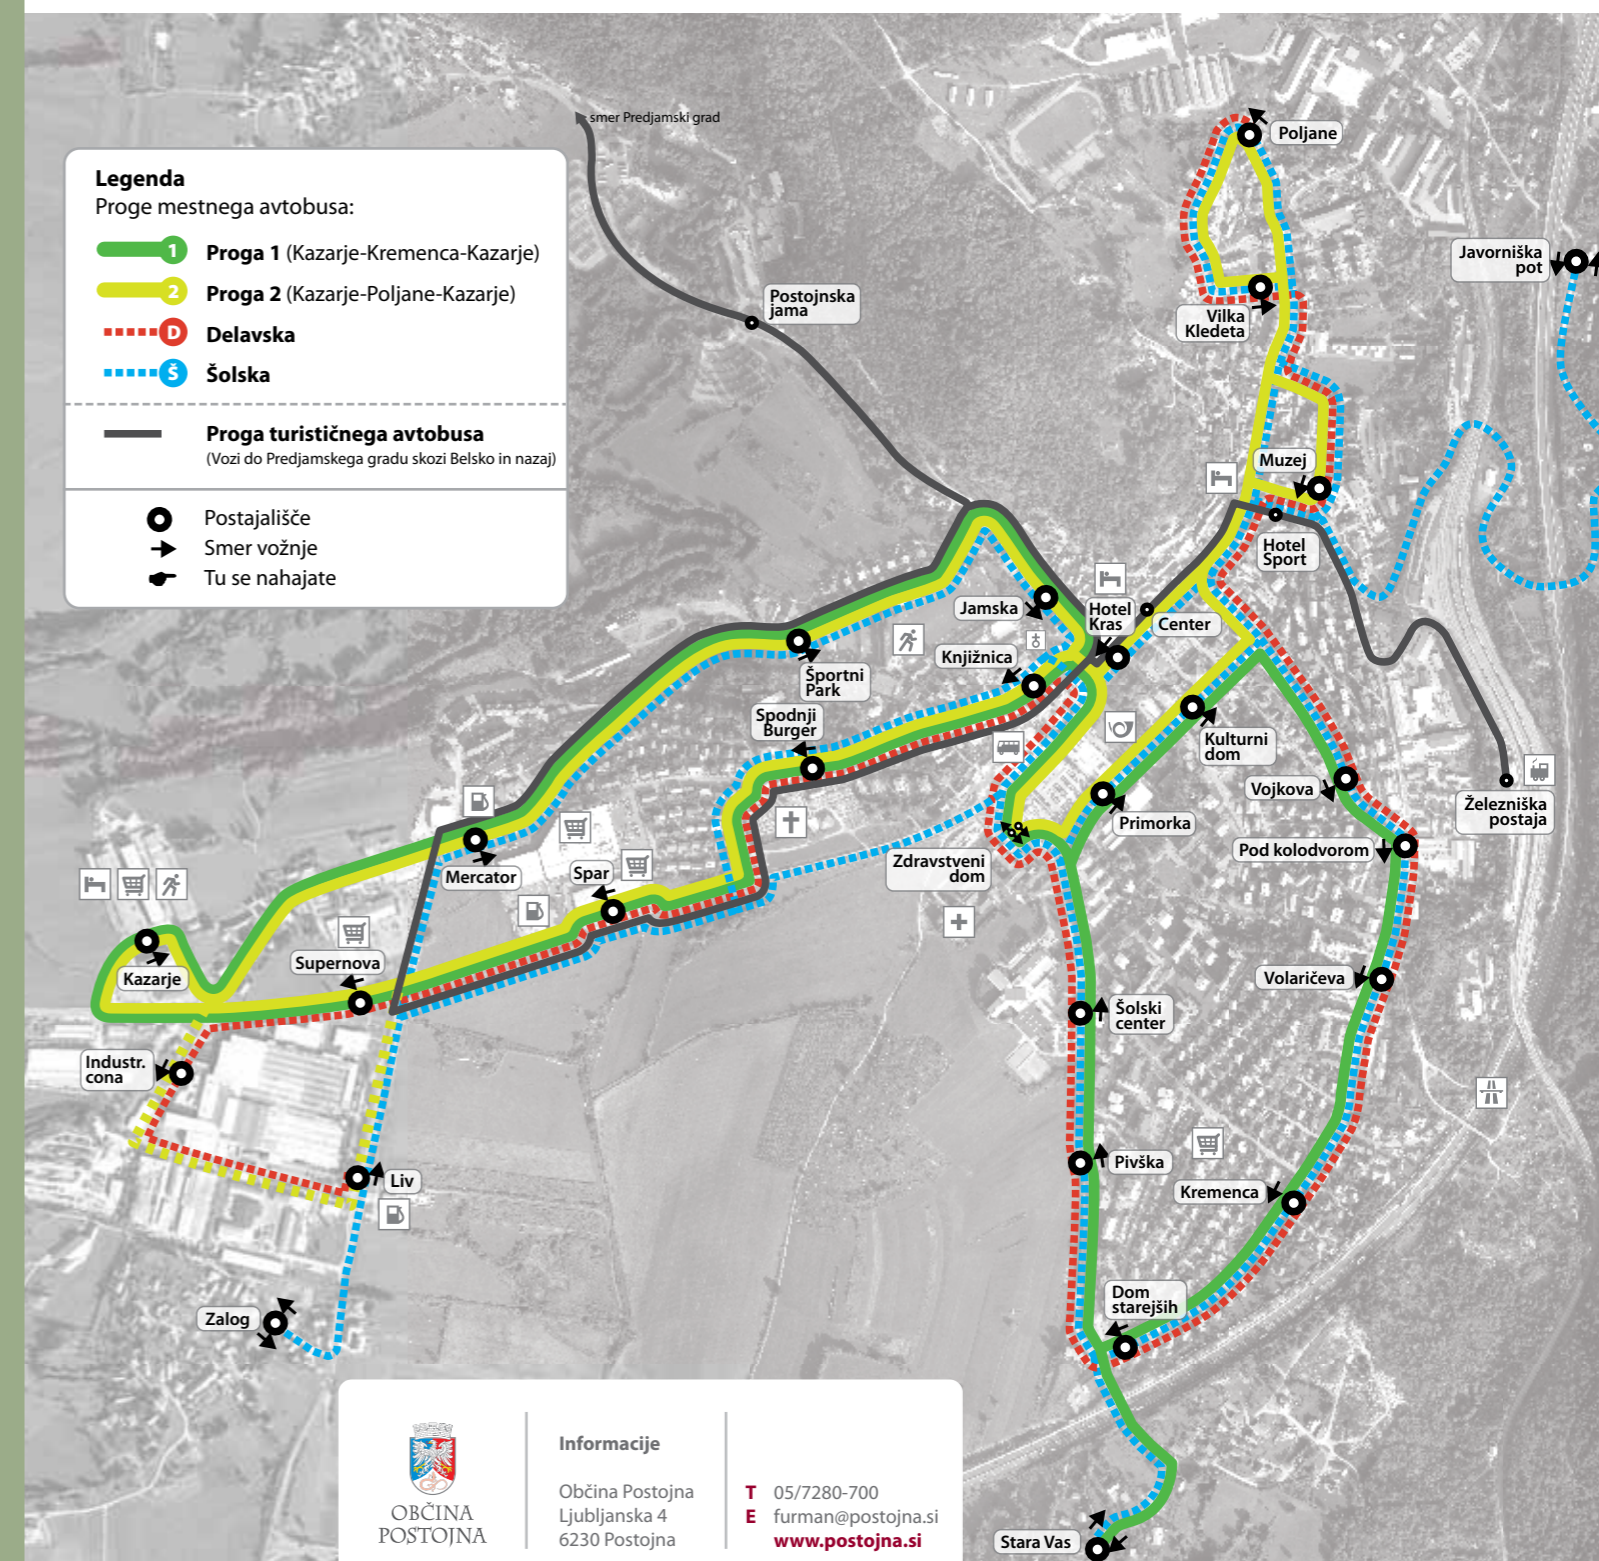 smer Predjamski grad
Legenda
Proge mestnega avtobusa:
1 Proga 1 (Kazarje-Kremenca-Kazarje)
2 Proga 2 (Kazarje-Poljane-Kazarje)
D Delavska
Š Šolska
Proga turističnega avtobusa
(Vozi do Predjamskega gradu skozi Belsko in nazaj)
Postajališče
Smer vožnje
Tu se nahajate
Poljane
Javorniška
pot
Postojnska
jama
Vilka
Kledeta
Muzej
Hotel
Sport
Jamska
Hotel
Kras
Center
Knjižnica
Športni
Park
Spodnji
Burger
Kulturni
dom
Vojkova
Železniška
postaja
Primorka
Pod kolodvorom
Zdravstveni
dom
Mercator
Spar
Kazarje
Supernova
Volaričeva
Šolski
center
Industr.
cona
Liv
Pivška
Kremenca
Zalog
Dom
starejših
Stara Vas
OBČINA
POSTOJNA
Informacije
Občina Postojna
Ljubljanska 4
6230 Postojna
T 05/7280-700
E furman@postojna.si
www.postojna.si